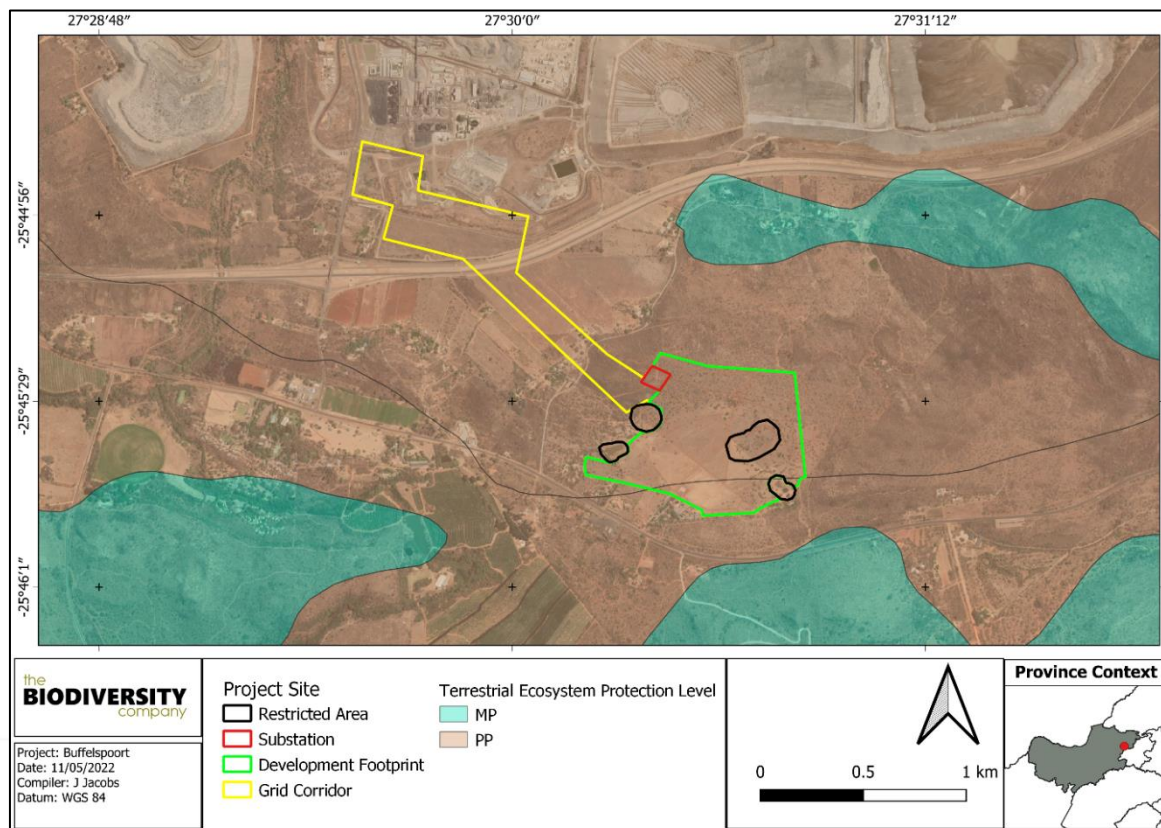 27°28′48″ 27°30′0″ 27°31′12″
-25°44′56″
-25°45′29″
-25°46′1″
the
BIODIVERSITY
company
Project: Buffelspoort
Date: 11/05/2022
Compiler: J Jacobs
Datum: WGS 84
Project Site
Restricted Area
Substation
Development Footprint
Grid Corridor
Terrestrial Ecosystem Protection Level
MP
PP
0 0.5 1 km
Province Context